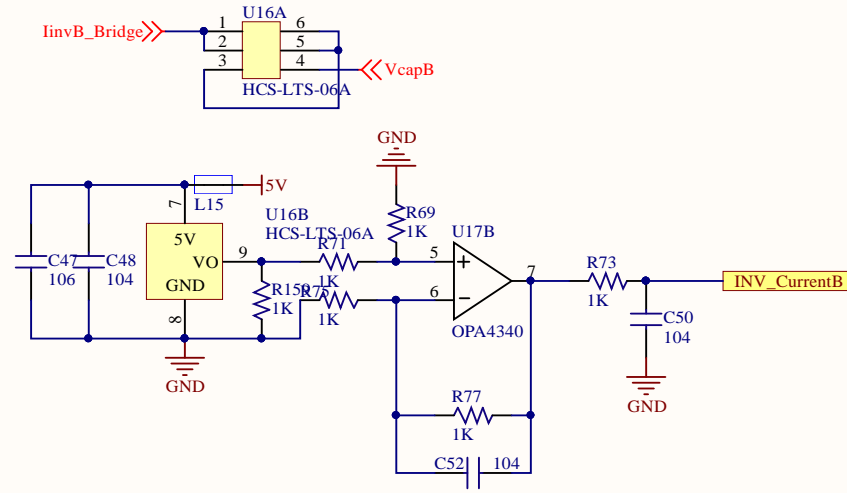 U16A
IinvB_Bridge
1
6
2
5
3
4
VcapB
HCS-LTS-06A
GND
5V
L15
7
U16B
HCS-LTS-06A
R69
1K
U17B
5V
VO
9
R71
1K
5
+
7
R73
1K
INV_CurrentB
C47
106
C48
104
GND
R159
1K
R75
1K
6
−
OPA4340
C50
104
8
GND
GND
R77
1K
C52
104